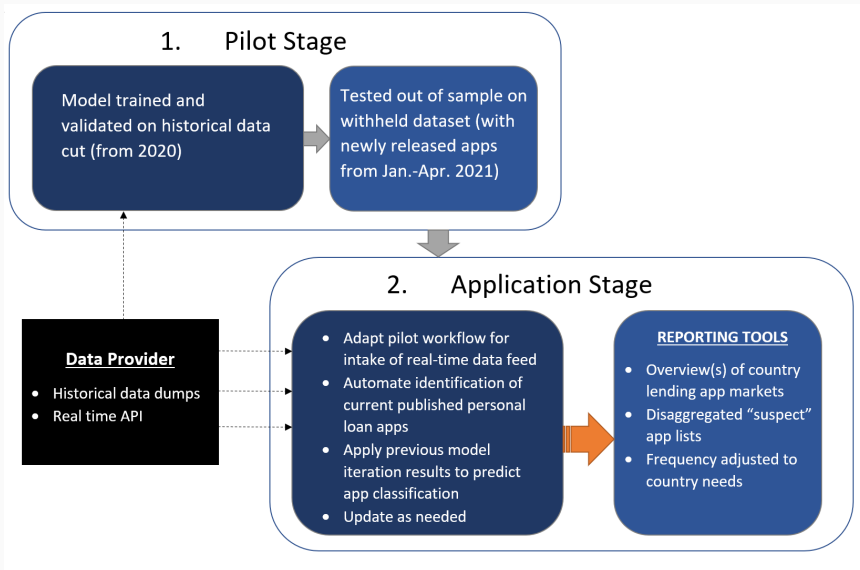 1. Pilot Stage
Model trained and
validated on historical data
cut (from 2020)
Tested out of sample on
withheld dataset (with
newly released apps
from Jan.-Apr. 2021)
2. Application Stage
Data Provider
• Historical data dumps
• Real time API
• Adapt pilot workflow for
intake of real-time data feed
• Automate identification of
current published personal
loan apps
• Apply previous model
iteration results to predict
app classification
• Update as needed
REPORTING TOOLS
• Overview(s) of country
lending app markets
• Disaggregated “suspect”
app lists
• Frequency adjusted to
country needs